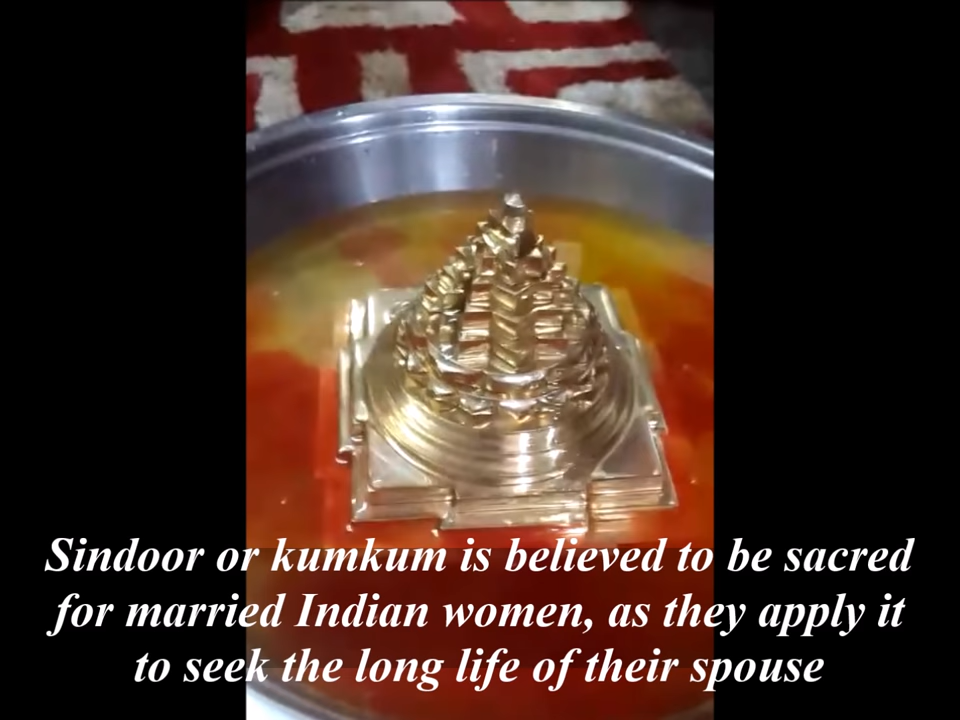 Sindoor or kumkum is believed to be sacred
for married Indian women, as they apply it
to seek the long life of their spouse